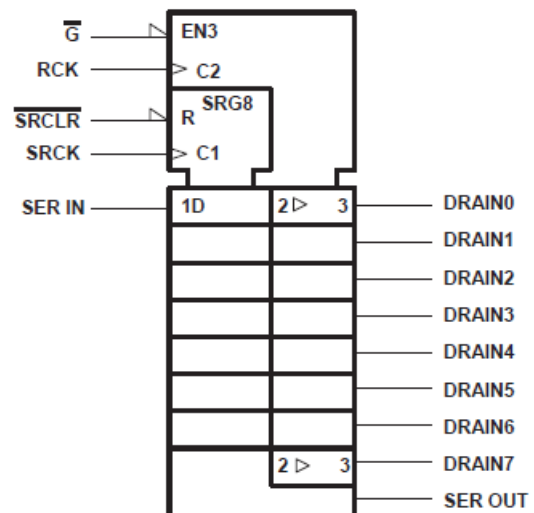 G̅ EN3
RCK C2
SRG8
S̅R̅C̅L̅R̅ R
SRCK C1
SER IN 1D 2 3 DRAIN0
DRAIN1
DRAIN2
DRAIN3
DRAIN4
DRAIN5
DRAIN6
2 3 DRAIN7
SER OUT